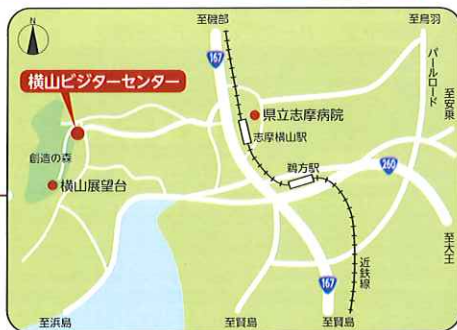 N
至磯部
至鳥羽
167
パールロード
至安乗
横山ビジターセンター
県立志摩病院
志摩横山駅
創造の森
鵜方駅
260
横山展望台
至大王
近鉄線
167
至浜島
至賢島
至賢島